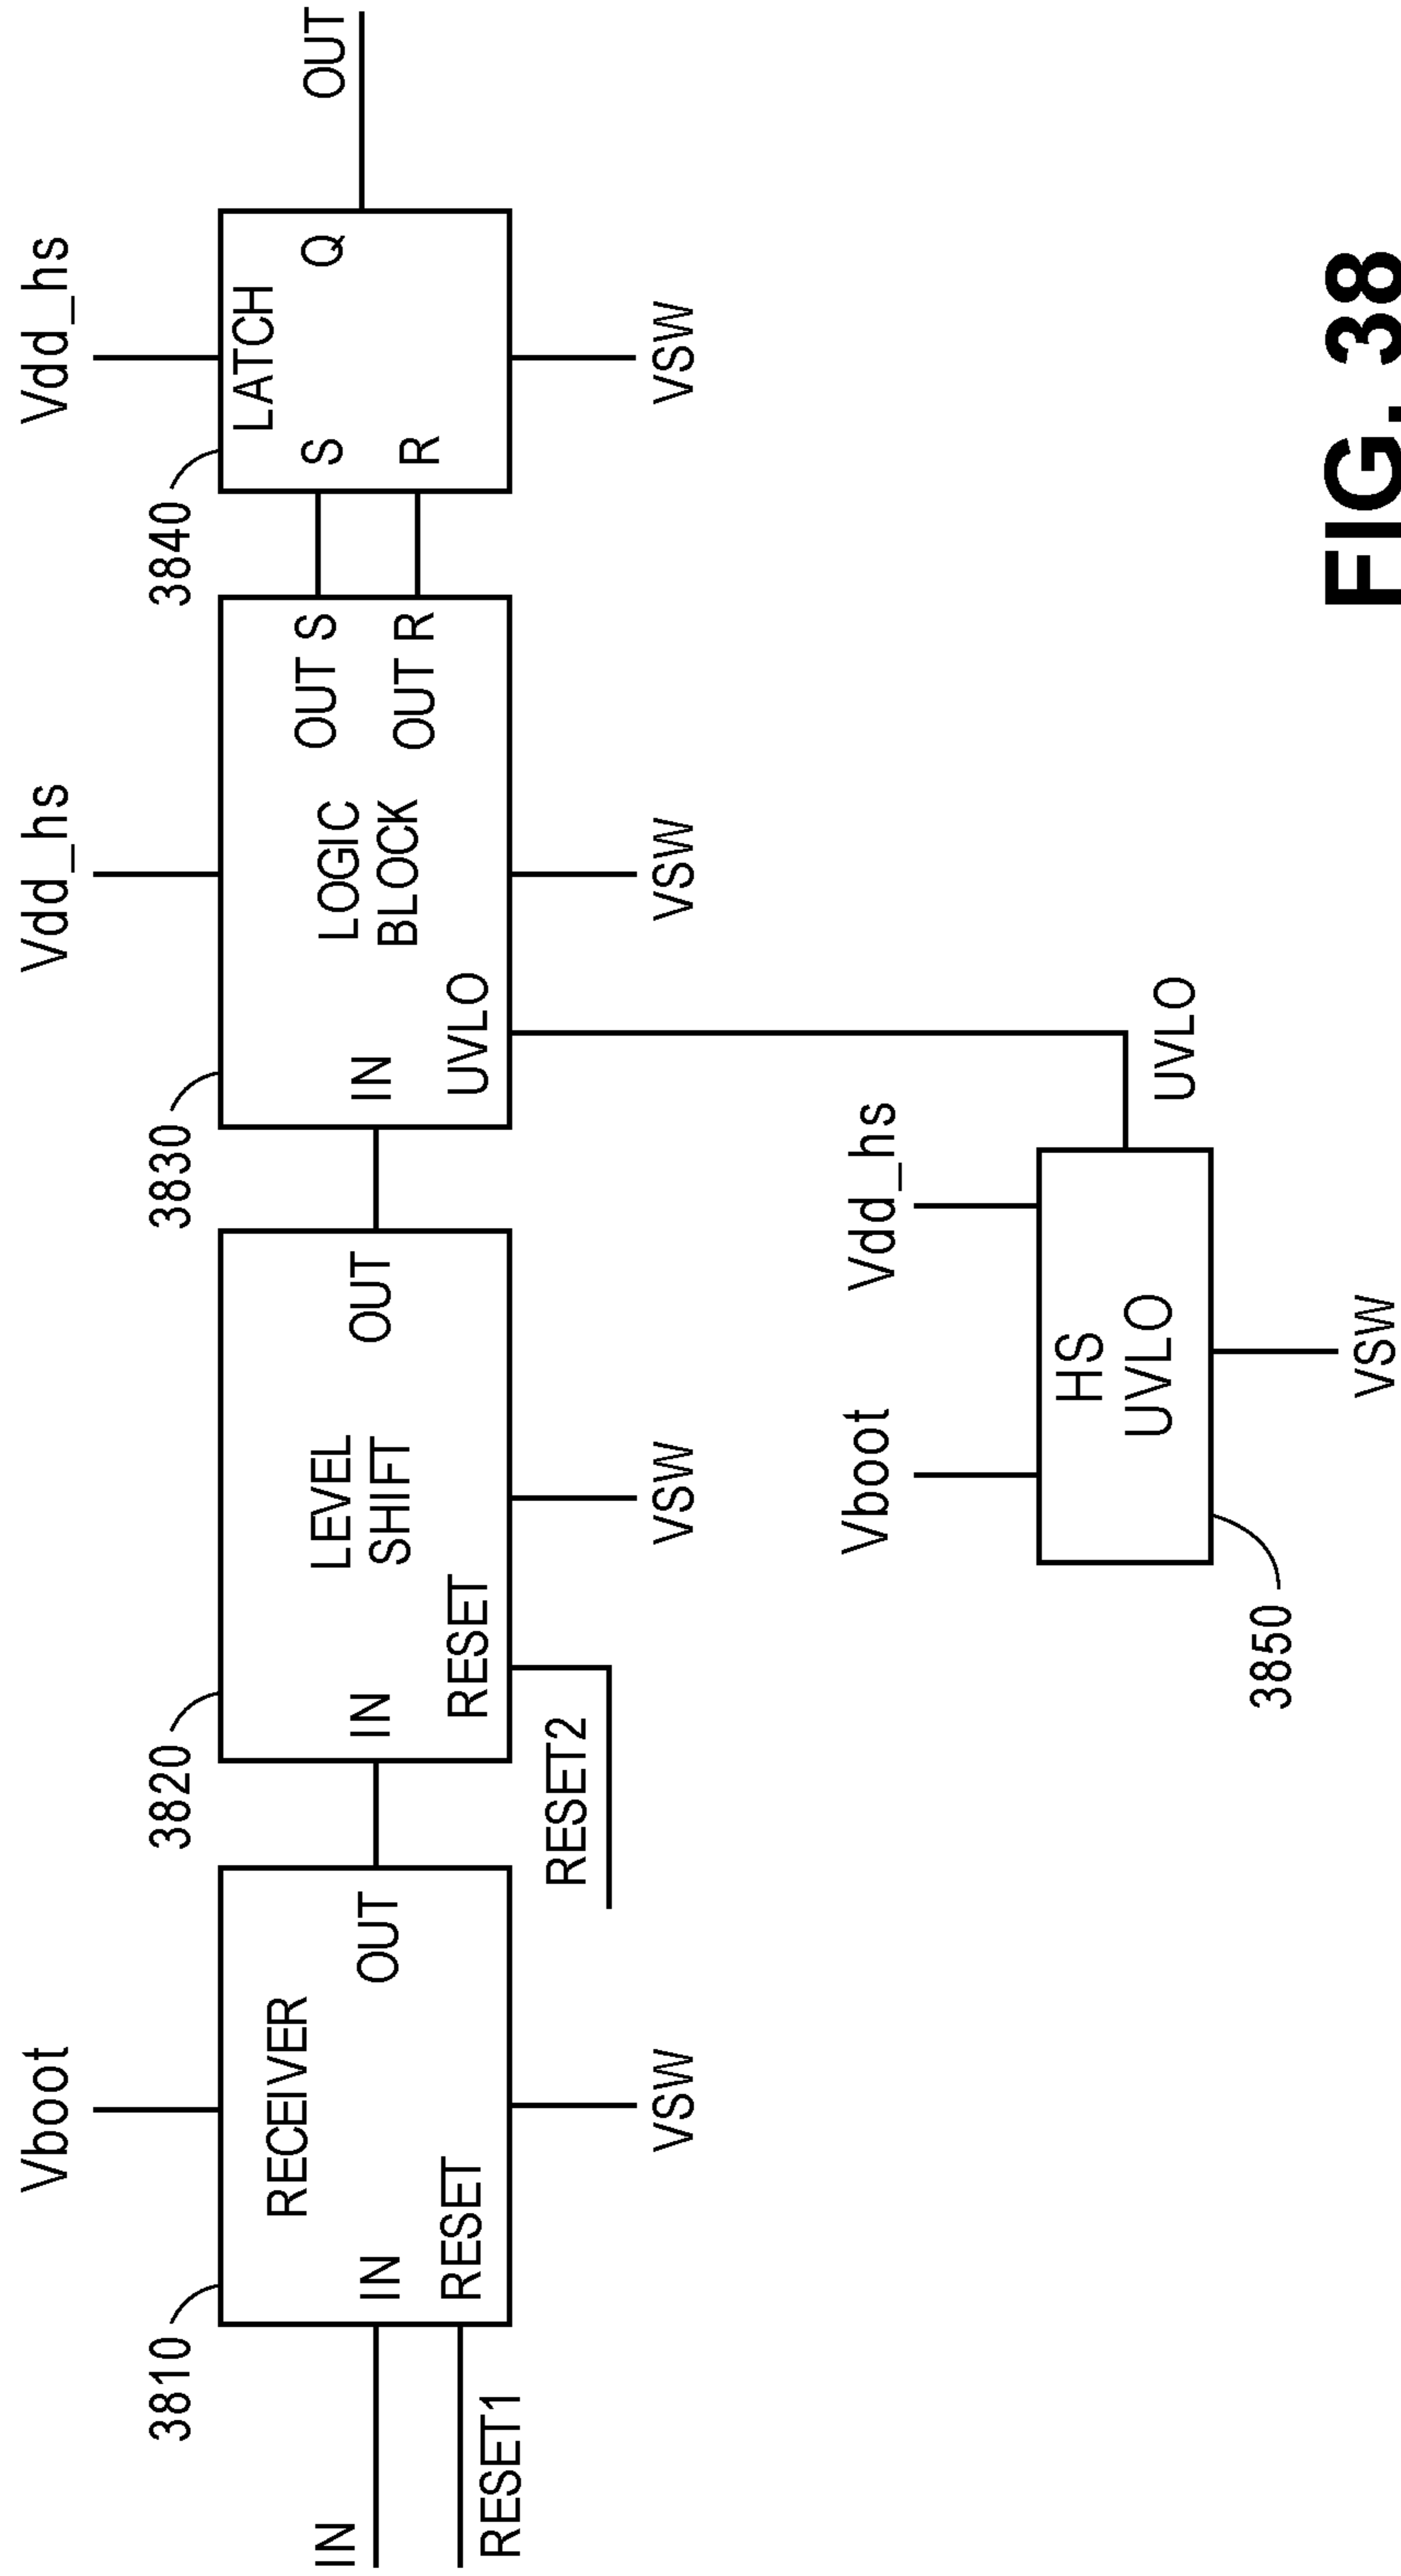 Vboot
Vdd_hs
Vdd_hs
3810
3820
3830
3840
RECEIVER
IN
OUT
RESET
IN
RESET1
VSW
LEVEL
SHIFT
IN
OUT
RESET
RESET2
VSW
LOGIC
BLOCK
IN
OUT S
OUT R
UVLO
VSW
LATCH
S
Q
R
OUT
VSW
Vboot
Vdd_hs
HS
UVLO
UVLO
3850
VSW
FIG. 38